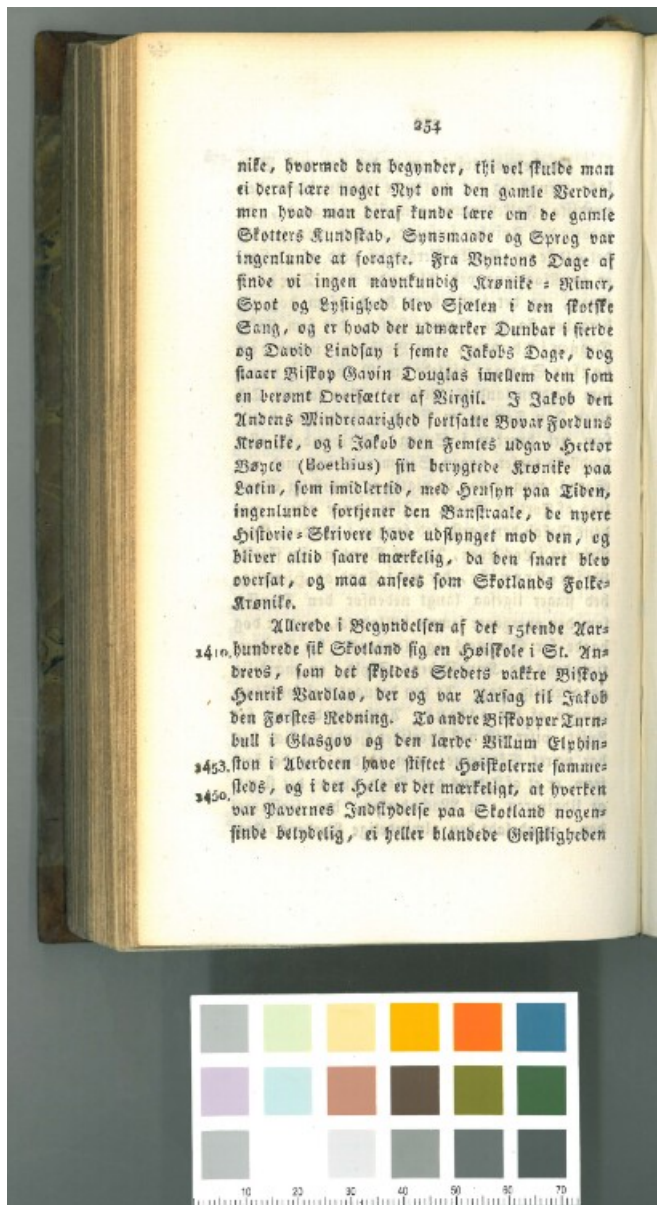 254
nike, hvormed den begynder, thi vel skulde man
ei deraf lære noget Nyt om den gamle Verden,
men hvad man deraf kunde lære om de gamle
Skotters Kundskab, Synsmaade og Sprog var
ingenlunde at foragte. Fra Vyntons Dage af
finde vi ingen navnkundig Krønike = Rimer,
Spot og Lystighed blev Sjælen i den skotske
Sang, og er hvad der udmærker Dunbar i fierde
og David Lindsay i femte Jakobs Dage, dog
staaer Biskop Gavin Douglas imellem dem som
en berømt Oversætter af Virgil. I Jakob den
Andens Mindreaarighed fortsatte Bovar Forduns
Krønike, og i Jakob den Femtes udgav Hector
Bøyce (Boethius) sin berygtede Krønike paa
Latin, som imidlertid, med Hensyn paa Tiden,
ingenlunde fortjener den Banstraale, de nyere
Historie=Skrivere have udslynget mod den, og
bliver altid saare mærkelig, da den snart blev
oversat, og maa ansees som Skotlands Folke=
Krønike.
Allerede i Begyndelsen af det 15tende Aar=
1410. hundrede fik Skotland sig en Høiskole i St. An=
drevs, som det skyldes Stedets vakkre Biskop
Henrik Vardlav, der og var Aarsag til Jakob
den Førstes Redning. To andre Biskopper Turn=
bull i Glasgov og den lærde Villum Elphin=
1453. ston i Aberdeen have stiftet Høiskolerne samme=
1450. steds, og i det Hele er det mærkeligt, at hverken
var Pavernes Indflydelse paa Skotland nogen=
sinde betydelig, ei heller blandede Geistligheden
10 20 30 40 50 60 70